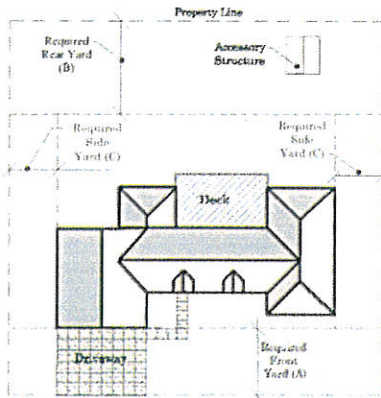 Property Line
Required
Rear Yard
(B)
Accessory
Structure
Required
Side
Yard (C)
Required
Side
Yard (C)
Deck
Driveway
Required
Front
Yard (A)